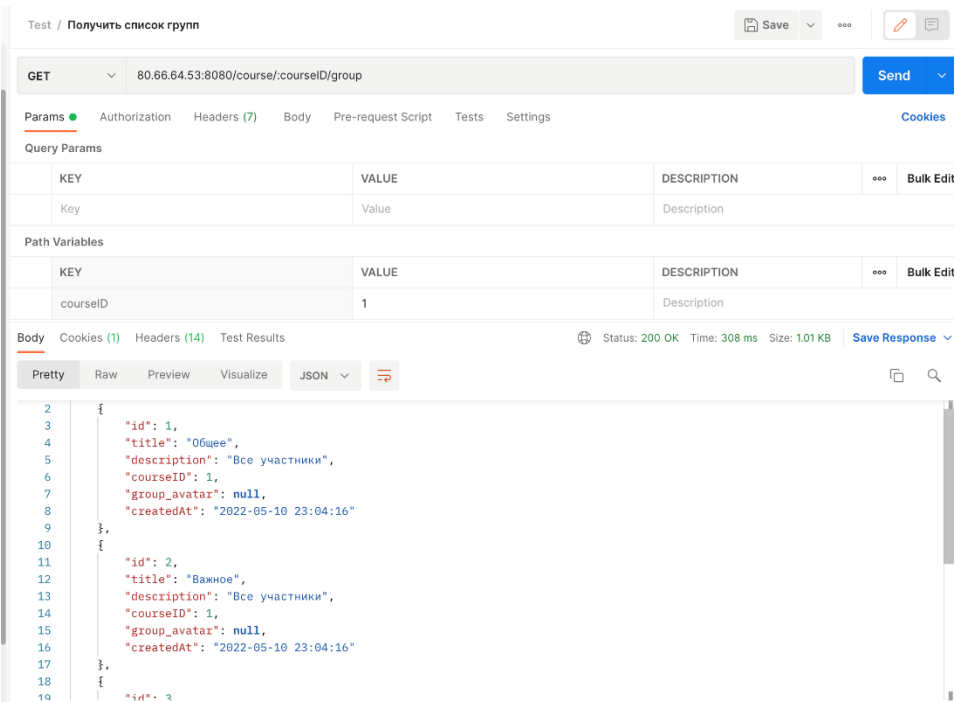 Test / Получить список групп
Save
GET 80.66.64.53:8080/course/:courseID/group Send
Params Authorization Headers (7) Body Pre-request Script Tests Settings Cookies
Query Params
KEY VALUE DESCRIPTION Bulk Edit
Key Value Description
Path Variables
KEY VALUE DESCRIPTION Bulk Edit
courseID 1 Description
Body Cookies (1) Headers (14) Test Results Status: 200 OK Time: 308 ms Size: 1.01 KB Save Response
Pretty Raw Preview Visualize JSON
2 {
3 "id": 1,
4 "title": "Общее",
5 "description": "Все участники",
6 "courseID": 1,
7 "group_avatar": null,
8 "createdAt": "2022-05-10 23:04:16"
9 },
10 {
11 "id": 2,
12 "title": "Важное",
13 "description": "Все участники",
14 "courseID": 1,
15 "group_avatar": null,
16 "createdAt": "2022-05-10 23:04:16"
17 },
18 {
19 "id": 3